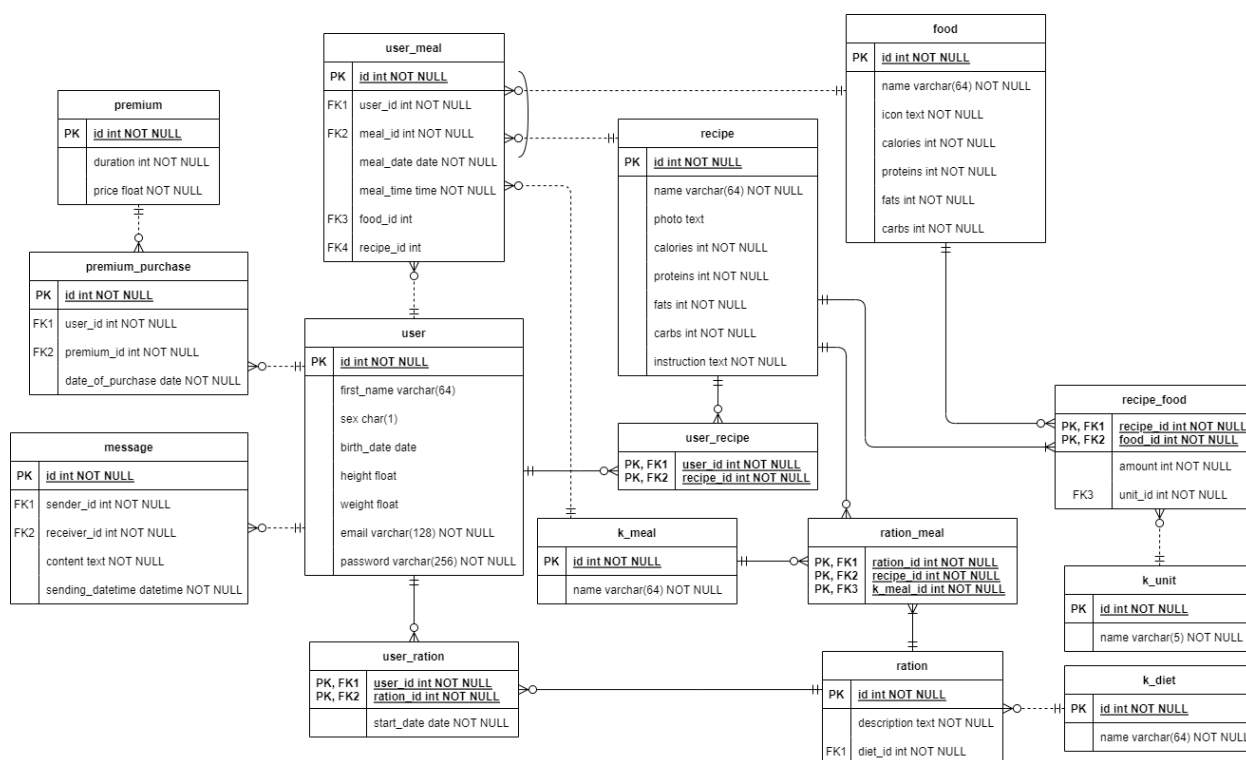 user_meal
PK id int NOT NULL
FK1 user_id int NOT NULL
FK2 meal_id int NOT NULL
meal_date date NOT NULL
meal_time time NOT NULL
FK3 food_id int
FK4 recipe_id int
food
PK id int NOT NULL
name varchar(64) NOT NULL
icon text NOT NULL
calories int NOT NULL
proteins int NOT NULL
fats int NOT NULL
carbs int NOT NULL
premium
PK id int NOT NULL
duration int NOT NULL
price float NOT NULL
recipe
PK id int NOT NULL
name varchar(64) NOT NULL
photo text
calories int NOT NULL
proteins int NOT NULL
fats int NOT NULL
carbs int NOT NULL
instruction text NOT NULL
premium_purchase
PK id int NOT NULL
FK1 user_id int NOT NULL
FK2 premium_id int NOT NULL
date_of_purchase date NOT NULL
user
PK id int NOT NULL
first_name varchar(64)
sex char(1)
birth_date date
height float
weight float
email varchar(128) NOT NULL
password varchar(256) NOT NULL
recipe_food
PK, FK1 recipe_id int NOT NULL
PK, FK2 food_id int NOT NULL
amount int NOT NULL
FK3 unit_id int NOT NULL
message
PK id int NOT NULL
FK1 sender_id int NOT NULL
FK2 receiver_id int NOT NULL
content text NOT NULL
sending_datetime datetime NOT NULL
user_recipe
PK, FK1 user_id int NOT NULL
PK, FK2 recipe_id int NOT NULL
k_meal
PK id int NOT NULL
name varchar(64) NOT NULL
ration_meal
PK, FK1 ration_id int NOT NULL
PK, FK2 recipe_id int NOT NULL
PK, FK3 k_meal_id int NOT NULL
k_unit
PK id int NOT NULL
name varchar(5) NOT NULL
user_ration
PK, FK1 user_id int NOT NULL
PK, FK2 ration_id int NOT NULL
start_date date NOT NULL
ration
PK id int NOT NULL
description text NOT NULL
FK1 diet_id int NOT NULL
k_diet
PK id int NOT NULL
name varchar(64) NOT NULL